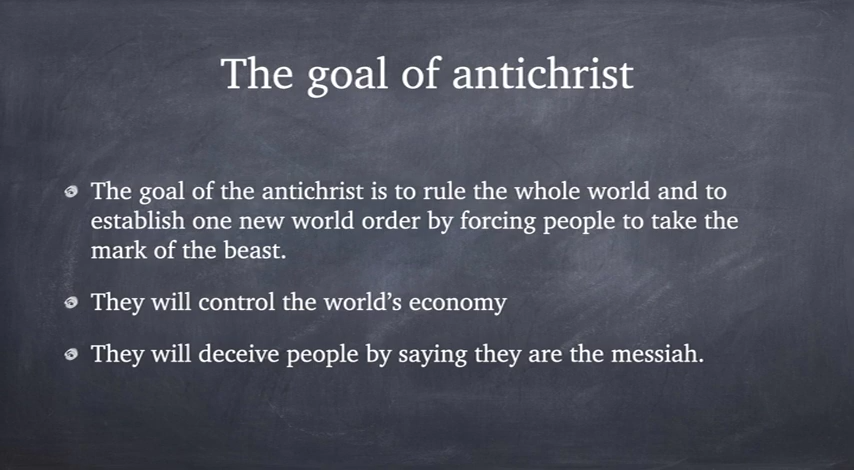 The goal of antichrist
The goal of the antichrist is to rule the whole world and to
establish one new world order by forcing people to take the
mark of the beast.
They will control the world’s economy
They will deceive people by saying they are the messiah.